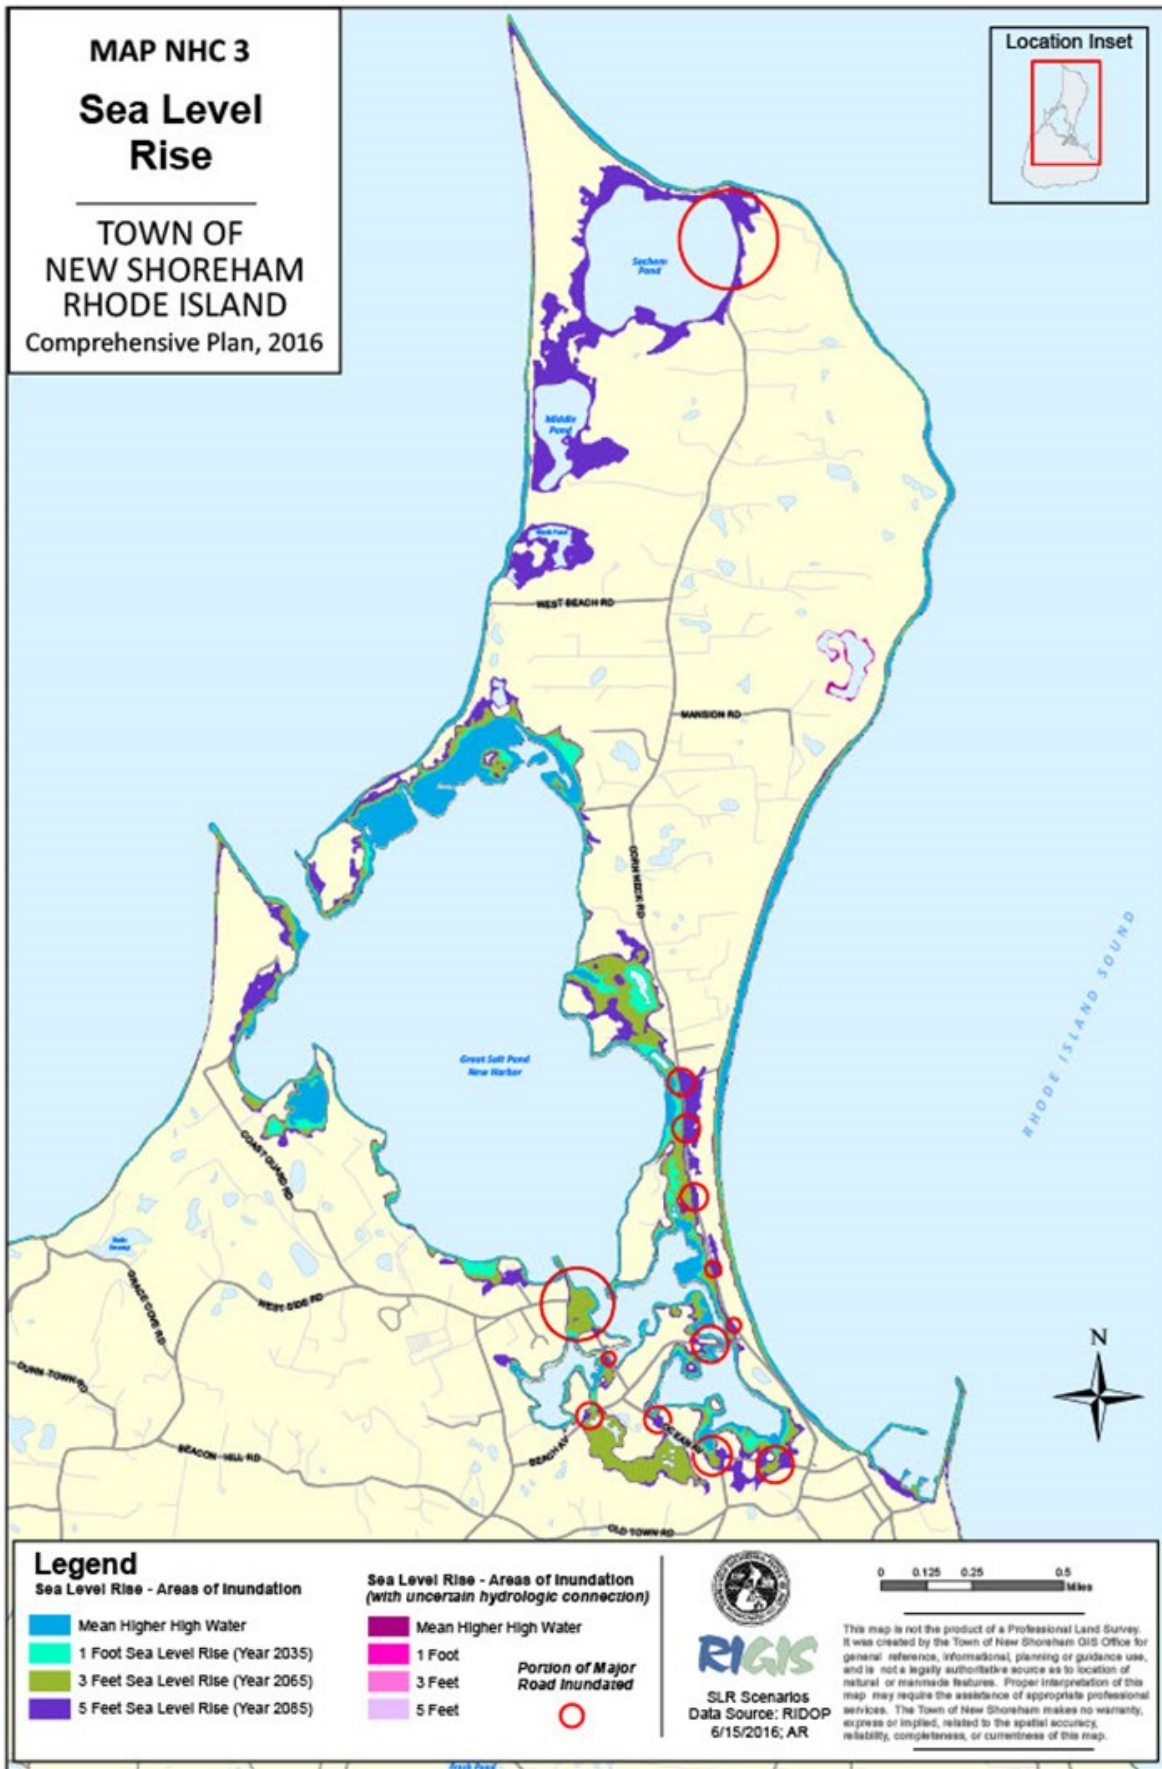 MAP NHC 3
Sea Level
Rise
TOWN OF
NEW SHOREHAM
RHODE ISLAND
Comprehensive Plan, 2016
Location Inset
Sachem
Pond
Middle
Pond
WEST BEACH RD
MANSION RD
CORN NECK RD
RHODE ISLAND SOUND
Great Salt Pond
New Harbor
COAST GUARD RD
GRACE COVE RD
WEST SIDE RD
DUNN TOWN RD
BEACON HILL RD
BEACH AV
OCEAN AV
OLD TOWN RD
N
Legend
Sea Level Rise - Areas of Inundation
Mean Higher High Water
1 Foot Sea Level Rise (Year 2035)
3 Feet Sea Level Rise (Year 2065)
5 Feet Sea Level Rise (Year 2085)
Sea Level Rise - Areas of Inundation
(with uncertain hydrologic connection)
Mean Higher High Water
1 Foot
3 Feet
5 Feet
Portion of Major
Road Inundated
RIGIS
SLR Scenarios
Data Source: RIDOP
6/15/2016; AR
0 0.125 0.25 0.5
Miles
This map is not the product of a Professional Land Survey.
It was created by the Town of New Shoreham GIS Office for
general reference, informational, planning or guidance use,
and is not a legally authoritative source as to location of
natural or manmade features. Proper interpretation of this
map may require the assistance of appropriate professional
services. The Town of New Shoreham makes no warranty,
express or implied, related to the spatial accuracy,
reliability, completeness, or currentness of this map.
Fresh Pond